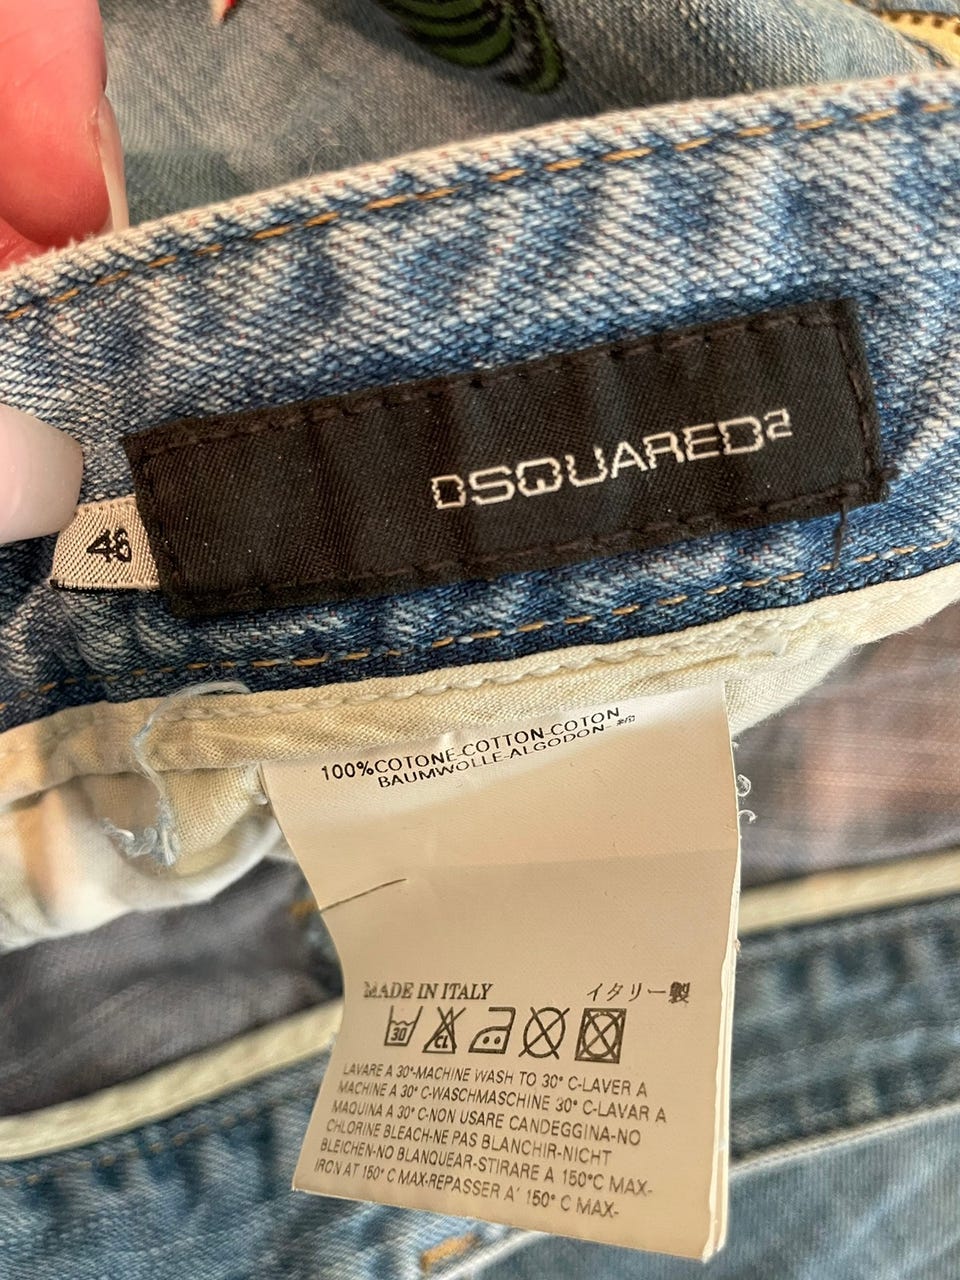 DSQUARED2
46
100%COTONE-COTTON-COTON
BAUMWOLLE-ALGODON-
MADE IN ITALY イタリー製
30 CL
LAVARE A 30°-MACHINE WASH TO 30° C-LAVER A
MACHINE A 30° C-WASCHMASCHINE 30° C-LAVAR A
MAQUINA A 30° C-NON USARE CANDEGGINA-NO
CHLORINE BLEACH-NE PAS BLANCHIR-NICHT
BLEICHEN-NO BLANQUEAR-STIRARE A 150°C MAX-
IRON AT 150° C MAX-REPASSER A' 150° C MAX-